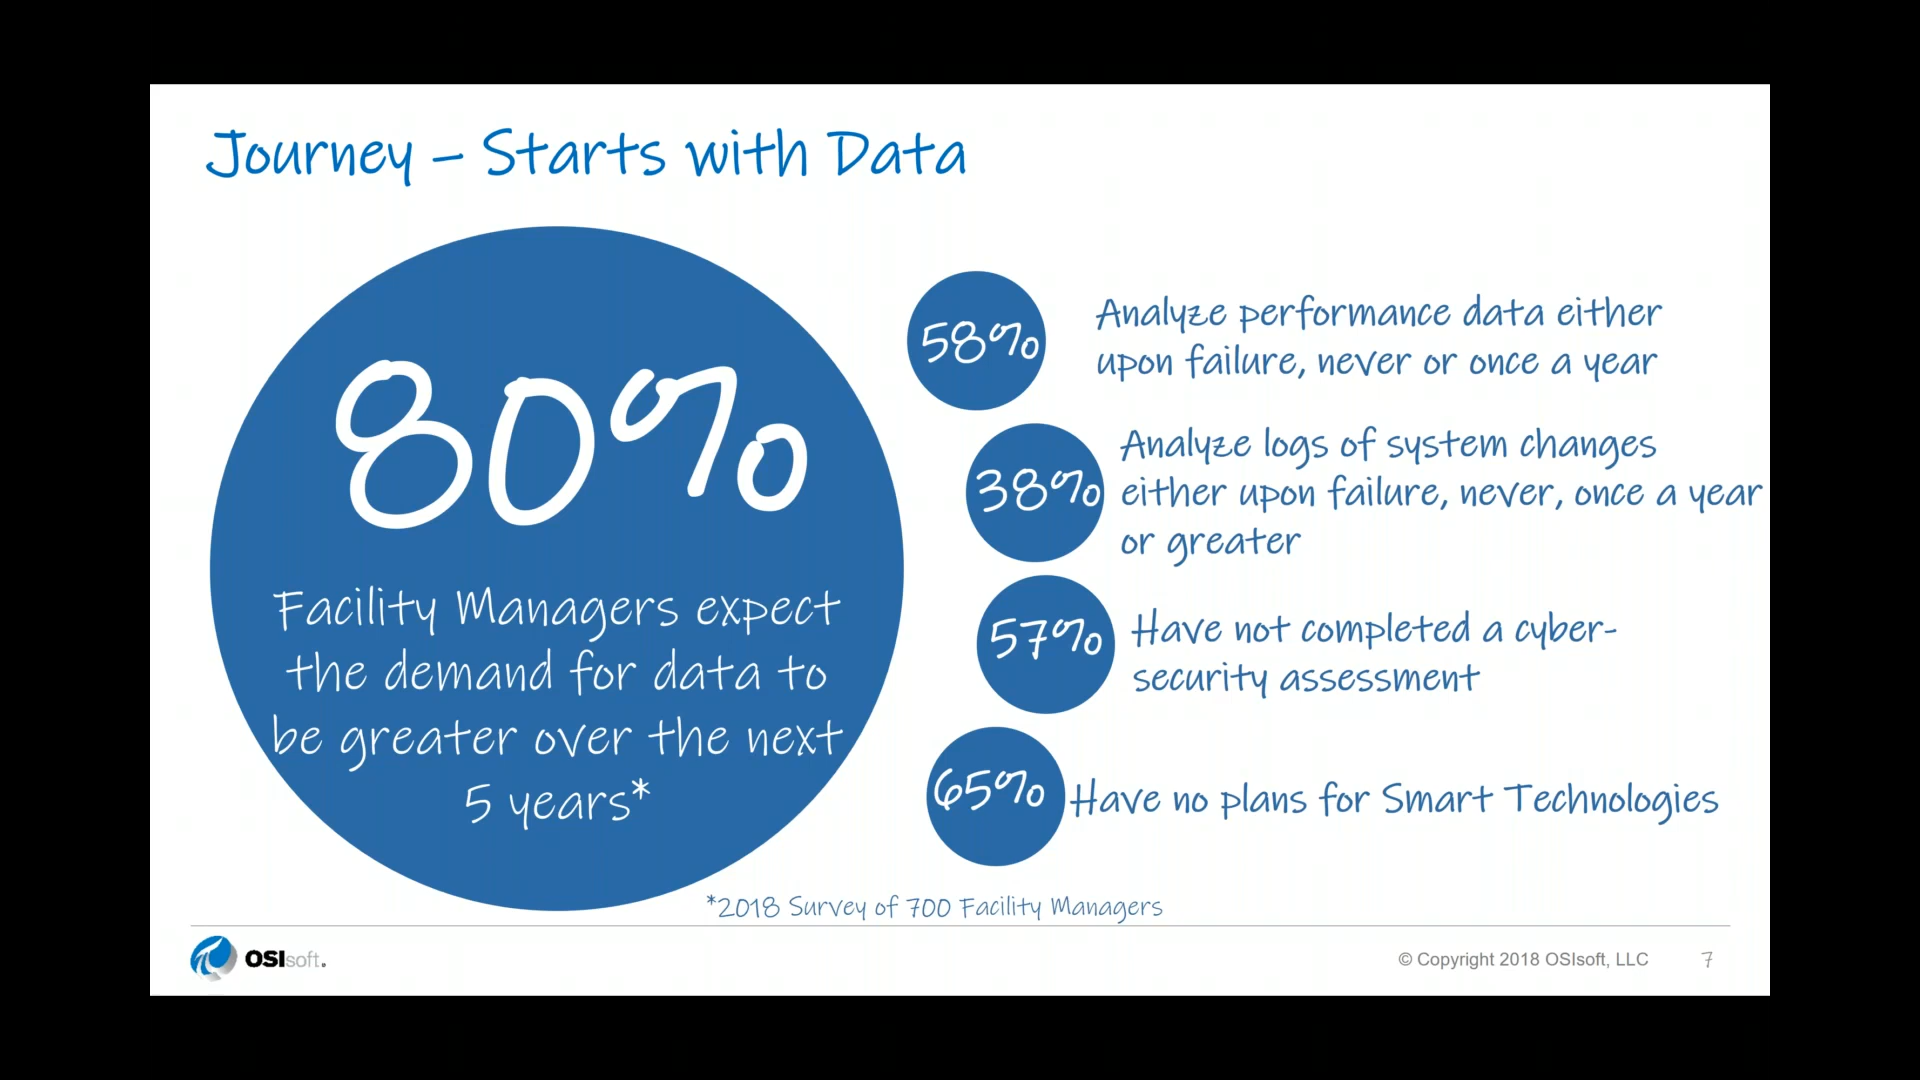 Journey – Starts with Data
80%
Facility Managers expect
the demand for data to
be greater over the next
5 years*
58%
Analyze performance data either
upon failure, never or once a year
38%
Analyze logs of system changes
either upon failure, never, once a year
or greater
57%
Have not completed a cyber-
security assessment
65%
Have no plans for Smart Technologies
*2018 Survey of 700 Facility Managers
OSIsoft.
© Copyright 2018 OSIsoft, LLC
7